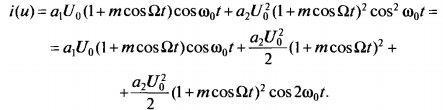 i(u) = a₁U₀(1+m cos Ωt)cos ω₀t + a₂U₀²(1+m cos Ωt)² cos² ω₀t =
= a₁U₀(1+m cos Ωt)cos ω₀t + a₂U₀²/2 (1+m cos Ωt)² +
+ a₂U₀²/2 (1+m cos Ωt)² cos 2ω₀t.